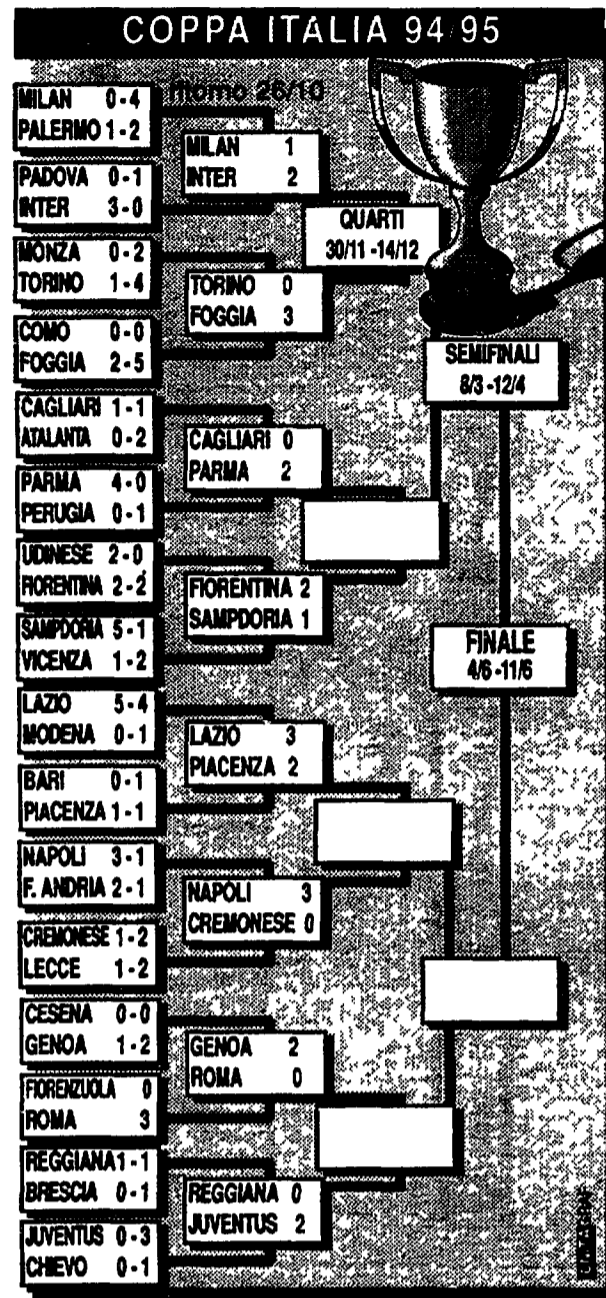 COPPA ITALIA 94/95
Ritorno 26/10
MILAN 0-4
PALERMO 1-2
PADOVA 0-1
INTER 3-0
MONZA 0-2
TORINO 1-4
COMO 0-0
FOGGIA 2-5
CAGLIARI 1-1
ATALANTA 0-2
PARMA 4-0
PERUGIA 0-1
UDINESE 2-0
FIORENTINA 2-2
SAMPDORIA 5-1
VICENZA 1-2
LAZIO 5-4
MODENA 0-1
BARI 0-1
PIACENZA 1-1
NAPOLI 3-1
F. ANDRIA 2-1
CREMONESE 1-2
LECCE 1-2
CESENA 0-0
GENOA 1-2
FIORENZUOLA 0
ROMA 3
REGGIANA 1-1
BRESCIA 0-1
JUVENTUS 0-3
CHIEVO 0-1
MILAN 1
INTER 2
TORINO 0
FOGGIA 3
CAGLIARI 0
PARMA 2
FIORENTINA 2
SAMPDORIA 1
LAZIO 3
PIACENZA 2
NAPOLI 3
CREMONESE 0
GENOA 2
ROMA 0
REGGIANA 0
JUVENTUS 2
QUARTI
30/11 -14/12
SEMIFINALI
8/3 -12/4
FINALE
4/6 -11/6